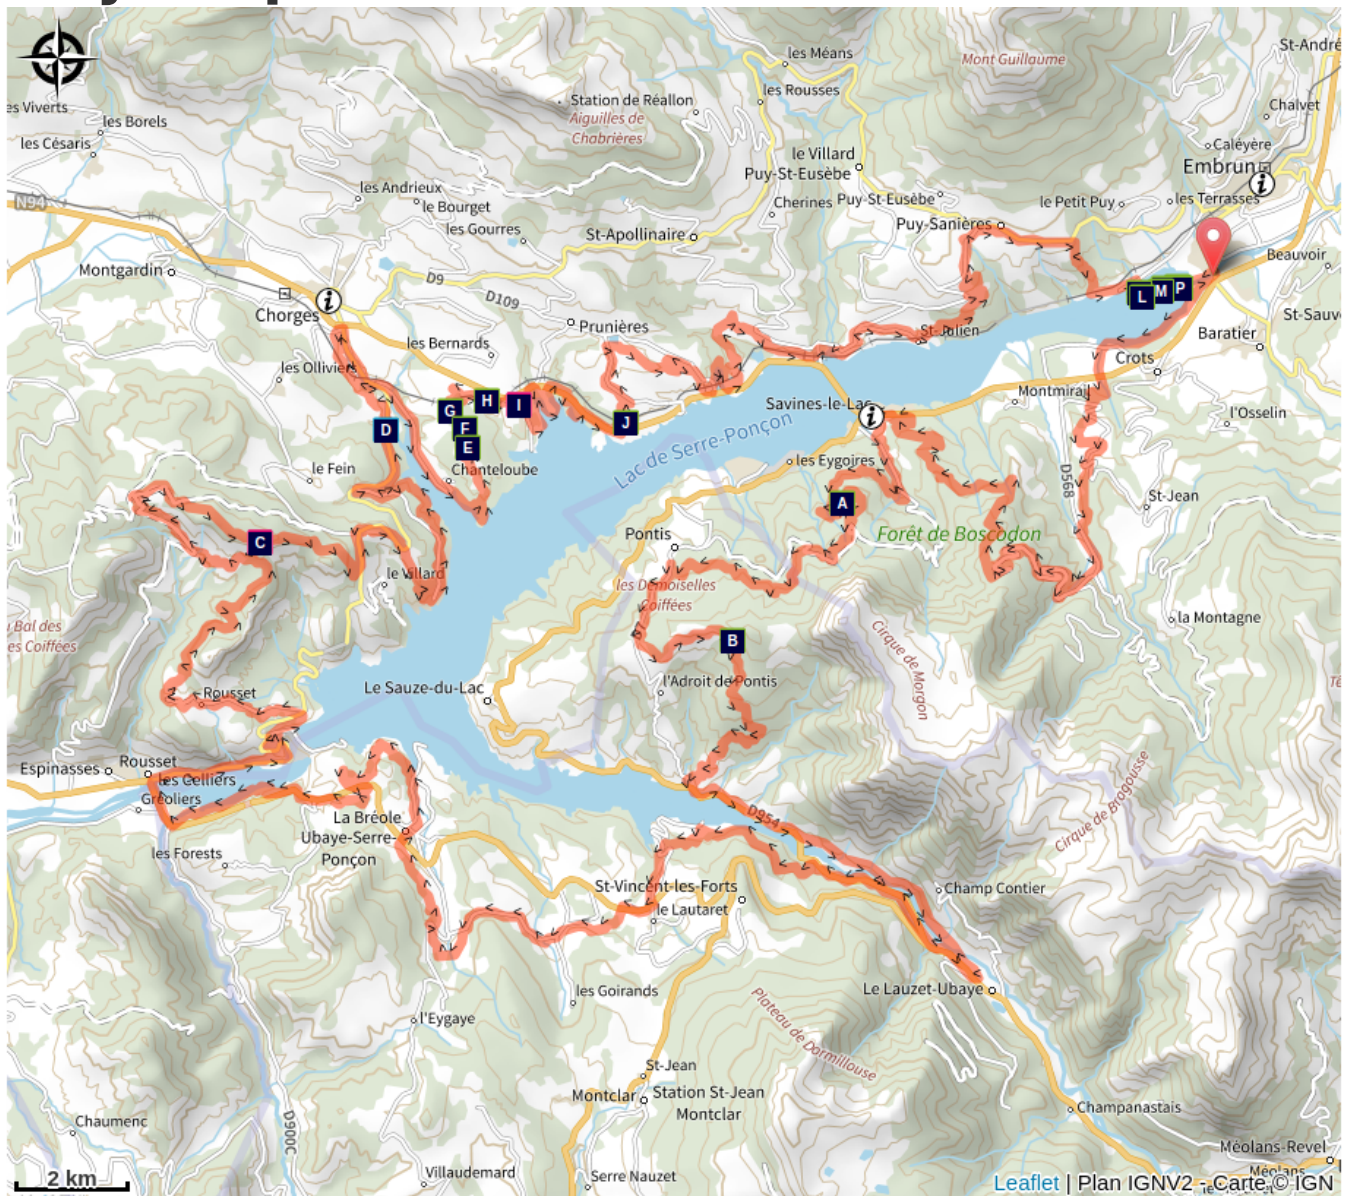 St-André
les Méans
Mont Guillaume
les Rousses
Station de Réallon
Aiguilles de
Chabrières
es Viverts
les Borels
Chalvet
les Césaris
Caléyère
le Villard
Embrun
Puy-St-Eusèbe
les Andrieux
Puy-St-Eusèbe
les Terrasses
N94
le Bourget
Cherines
le Petit Puy
les Gourres
St-Apollinaire
Puy-Sanières
Beauvoir
Montgardin
D9
D109
M
P
L
Chorges
Prunières
St-Julien
St-Sauv
Baratier
les Bernards
Crots
les Olliviers
Montmirail
Savines-le-Lac
H
I
G
l'Osselin
J
F
D
E
Lac de Serre-Ponçon
Chanteloube
les Eygoires
le Fein
D568
St-Jean
A
Pontis
Forêt de Boscodon
C
le Villard
les Demoiselles
Coiffées
la Montagne
u Bal des
es Coiffées
Cirque de Morgon
B
Le Sauze-du-Lac
l'Adroit de Pontis
Rousset
Espinasses
Rousset
les Celliers
Gréoliers
Cirque de Bragousse
D954
La Bréole
Ubaye-Serre-
Ponçon
les Forests
St-Vincent-les-Forts
Champ Contier
le Lautaret
Le Lauzet-Ubaye
les Goirands
l'Eygaye
Plateau de Dormillouse
St-Jean
Montclar
Station St-Jean
Montclar
Chaumenc
D900C
Champanastais
Méolans-Revel
Villaudemard
Serre Nauzet
Méolans
2 km
Leaflet | Plan IGNV2 - Carte © IGN